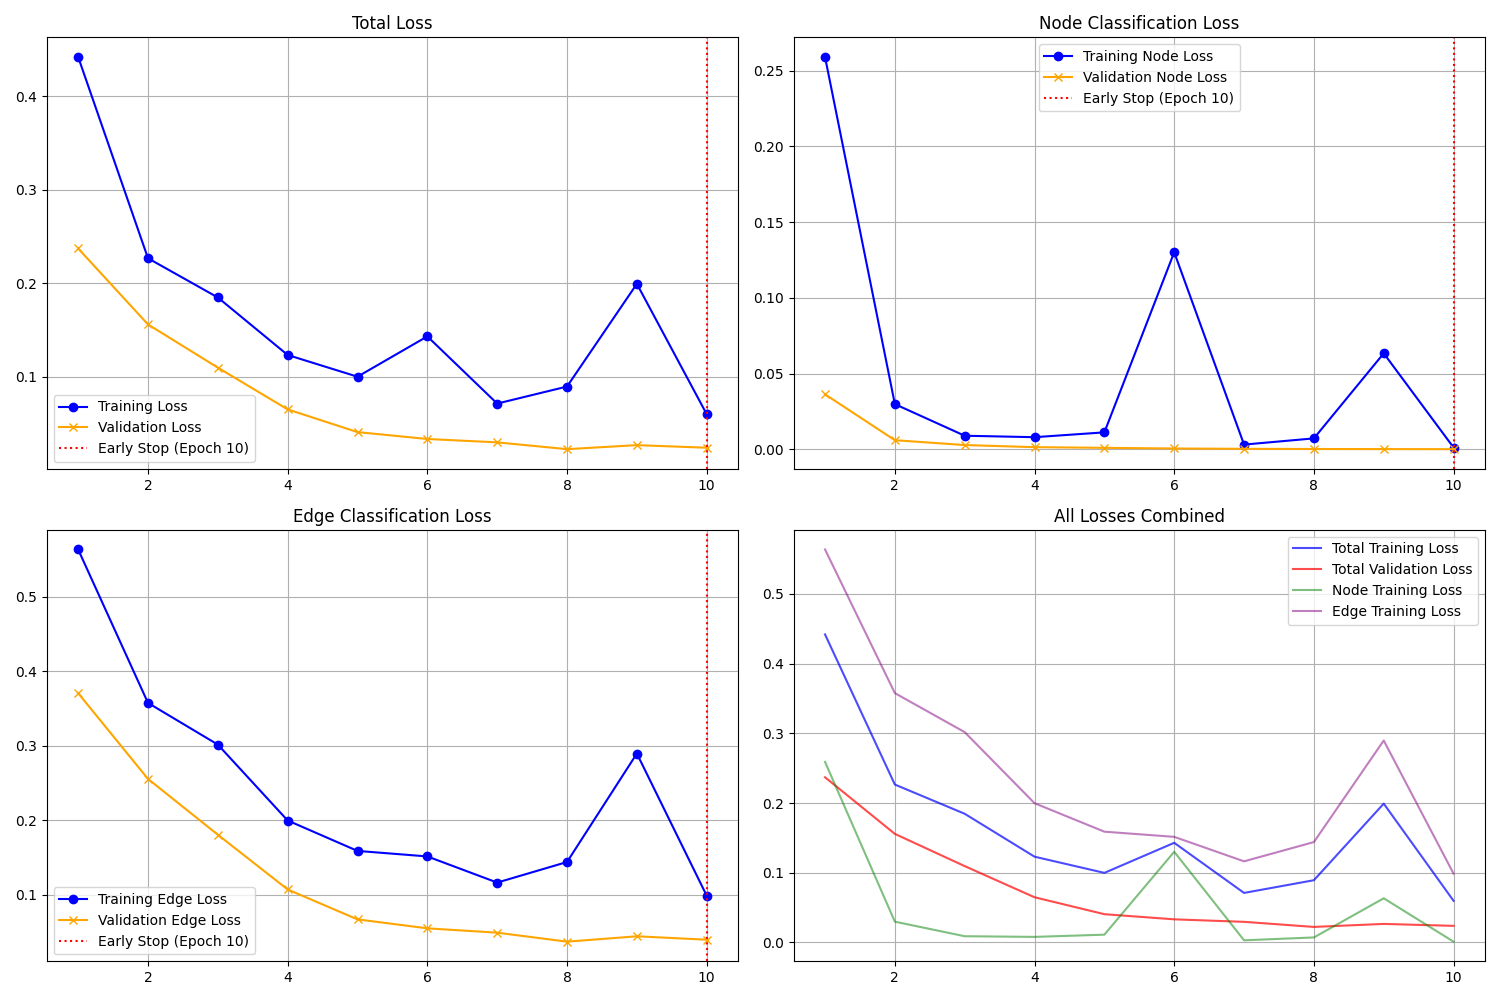 Total Loss
0.4
0.3
0.2
0.1
Training Loss
Validation Loss
Early Stop (Epoch 10)
2 4 6 8 10
Node Classification Loss
0.25
0.20
0.15
0.10
0.05
0.00
Training Node Loss
Validation Node Loss
Early Stop (Epoch 10)
2 4 6 8 10
Edge Classification Loss
0.5
0.4
0.3
0.2
0.1
Training Edge Loss
Validation Edge Loss
Early Stop (Epoch 10)
2 4 6 8 10
All Losses Combined
0.5
0.4
0.3
0.2
0.1
0.0
Total Training Loss
Total Validation Loss
Node Training Loss
Edge Training Loss
2 4 6 8 10